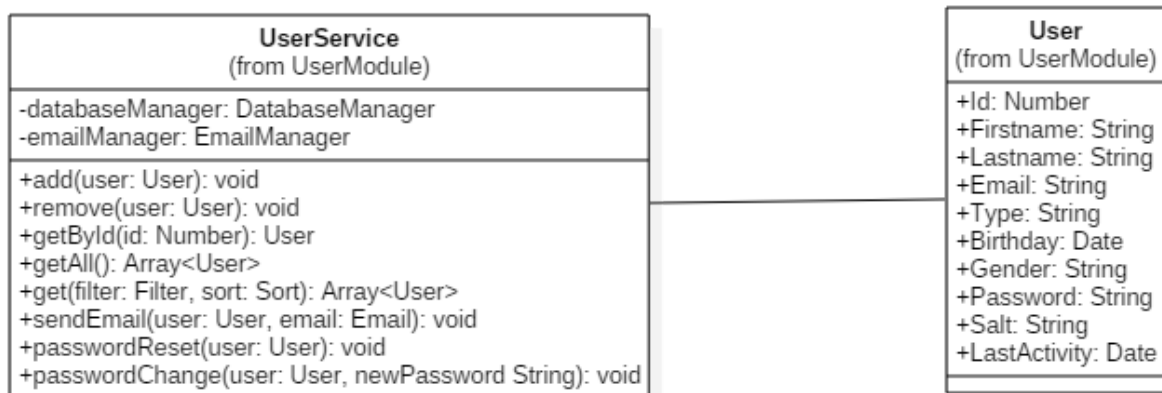 UserService
(from UserModule)
-databaseManager: DatabaseManager
-emailManager: EmailManager
+add(user: User): void
+remove(user: User): void
+getById(id: Number): User
+getAll(): Array<User>
+get(filter: Filter, sort: Sort): Array<User>
+sendEmail(user: User, email: Email): void
+passwordReset(user: User): void
+passwordChange(user: User, newPassword String): void
User
(from UserModule)
+Id: Number
+Firstname: String
+Lastname: String
+Email: String
+Type: String
+Birthday: Date
+Gender: String
+Password: String
+Salt: String
+LastActivity: Date